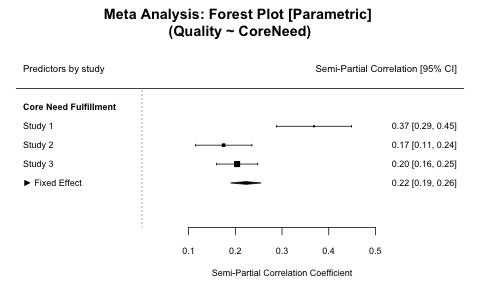 Meta Analysis: Forest Plot [Parametric]
(Quality ~ CoreNeed)
Predictors by study Semi-Partial Correlation [95% CI]
Core Need Fulfillment
Study 1 0.37 [0.29, 0.45]
Study 2 0.17 [0.11, 0.24]
Study 3 0.20 [0.16, 0.25]
► Fixed Effect 0.22 [0.19, 0.26]
0.1 0.2 0.3 0.4 0.5
Semi-Partial Correlation Coefficient